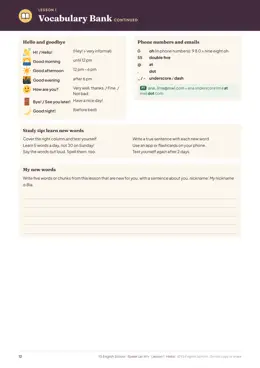 LESSON 1
Vocabulary Bank CONTINUED
Hello and goodbye
Hi! / Hello!
(Hey! = very informal)
Good morning
until 12 pm
Good afternoon
12 pm – 6 pm
Good evening
after 6 pm
How are you?
Very well, thanks. / Fine. /
Not bad.
Bye! / See you later!
Have a nice day!
Good night!
(before bed)
Phone numbers and emails
0
oh (in phone numbers)
55
double five
@
at
.
dot
_ / -
underscore / dash
Study tip: learn new words
Cover the right column and test yourself.
Learn 5 words a day, not 30 on Sunday!
Say the words out loud. Spell them, too.
Write a true sentence with each new word.
Use an app or flashcards on your phone.
Test yourself again after 2 days.
My new words
Write five words or chunks from this lesson that are new for you, with a sentence about you.